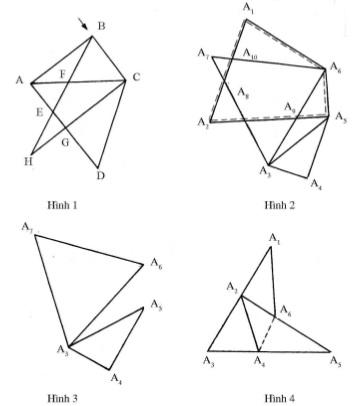 B
A
F
C
E
G
H
D
Hình 1
A₁
A₇
A₁₀
A₆
A₈
A₉
A₂
A₅
A₃
A₄
Hình 2
A₇
A₆
A₅
A₃
A₄
Hình 3
A₁
A₂
A₆
A₃
A₄
A₅
Hình 4